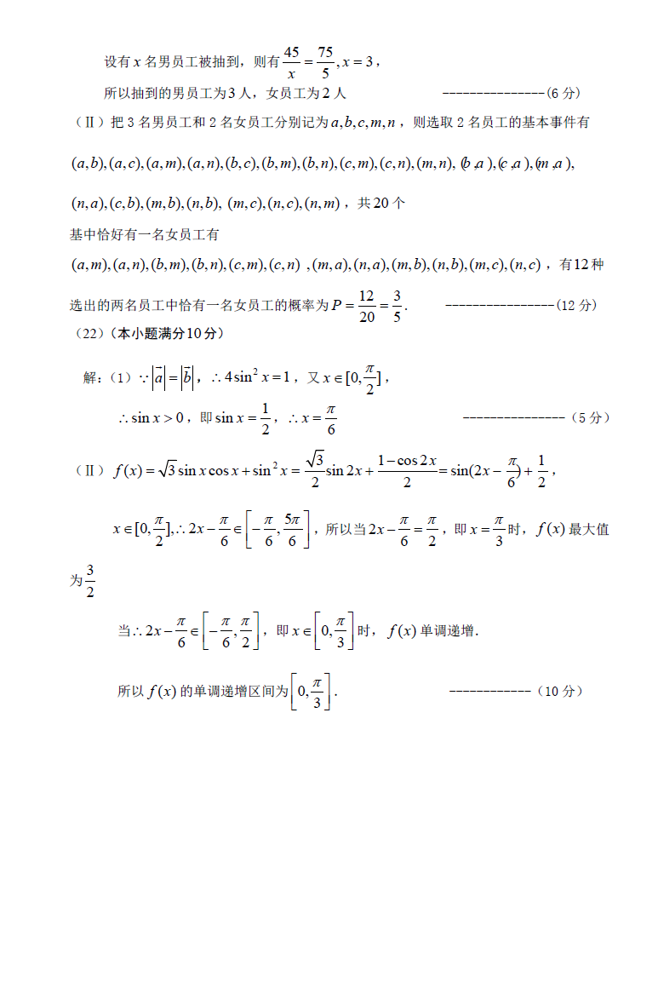 设有 x 名男员工被抽到，则有 45/x = 75/5, x = 3，
所以抽到的男员工为3人，女员工为2人 ---------------(6 分)
（Ⅱ）把 3 名男员工和 2 名女员工分别记为 a,b,c,m,n，则选取 2 名员工的基本事件有
(a,b),(a,c),(a,m),(a,n),(b,c),(b,m),(b,n),(c,m),(c,n),(m,n),(b,a),(c,a),(m,a),
(n,a),(c,b),(m,b),(n,b), (m,c),(n,c),(n,m)，共20个
基中恰好有一名女员工有
(a,m),(a,n),(b,m),(b,n),(c,m),(c,n) ,(m,a),(n,a),(m,b),(n,b),(m,c),(n,c)，有12种
选出的两名员工中恰有一名女员工的概率为 P = 12/20 = 3/5. ----------------(12 分)
（22）（本小题满分10分）
解：（1）∵|a⃗| = |b⃗|，∴4sin² x = 1，又 x∈[0, π/2]，
∴sin x > 0，即 sin x = 1/2，∴x = π/6 ---------------（5 分）
（Ⅱ）f(x) = √3 sin x cos x + sin² x = √3/2 sin 2x + (1−cos 2x)/2 = sin(2x − π/6) + 1/2，
x∈[0, π/2],∴2x − π/6 ∈[−π/6, 5π/6]，所以当2x − π/6 = π/2，即 x = π/3 时，f(x) 最大值
为 3/2
当∴2x − π/6 ∈[−π/6, π/2]，即 x∈[0, π/3]时，f(x) 单调递增.
所以 f(x) 的单调递增区间为[0, π/3]. ------------（10 分）